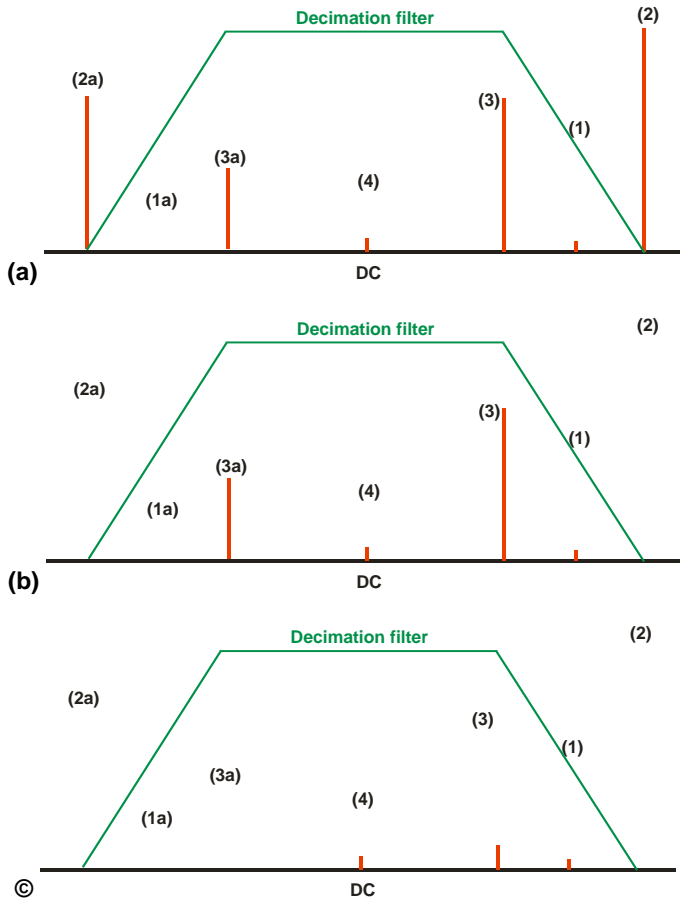 (2)
Decimation filter
(2a)
(3)
(1)
(3a)
(4)
(1a)
(a)
DC
(2)
Decimation filter
(2a)
(3)
(1)
(3a)
(4)
(1a)
(b)
DC
(2)
Decimation filter
(2a)
(3)
(1)
(3a)
(4)
(1a)
©
DC